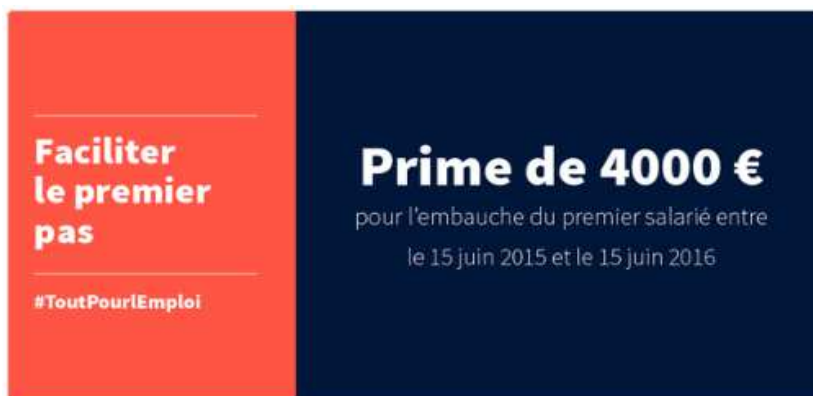 Faciliter
le premier
pas
#ToutPourlEmploi
Prime de 4000 €
pour l'embauche du premier salarié entre
le 15 juin 2015 et le 15 juin 2016